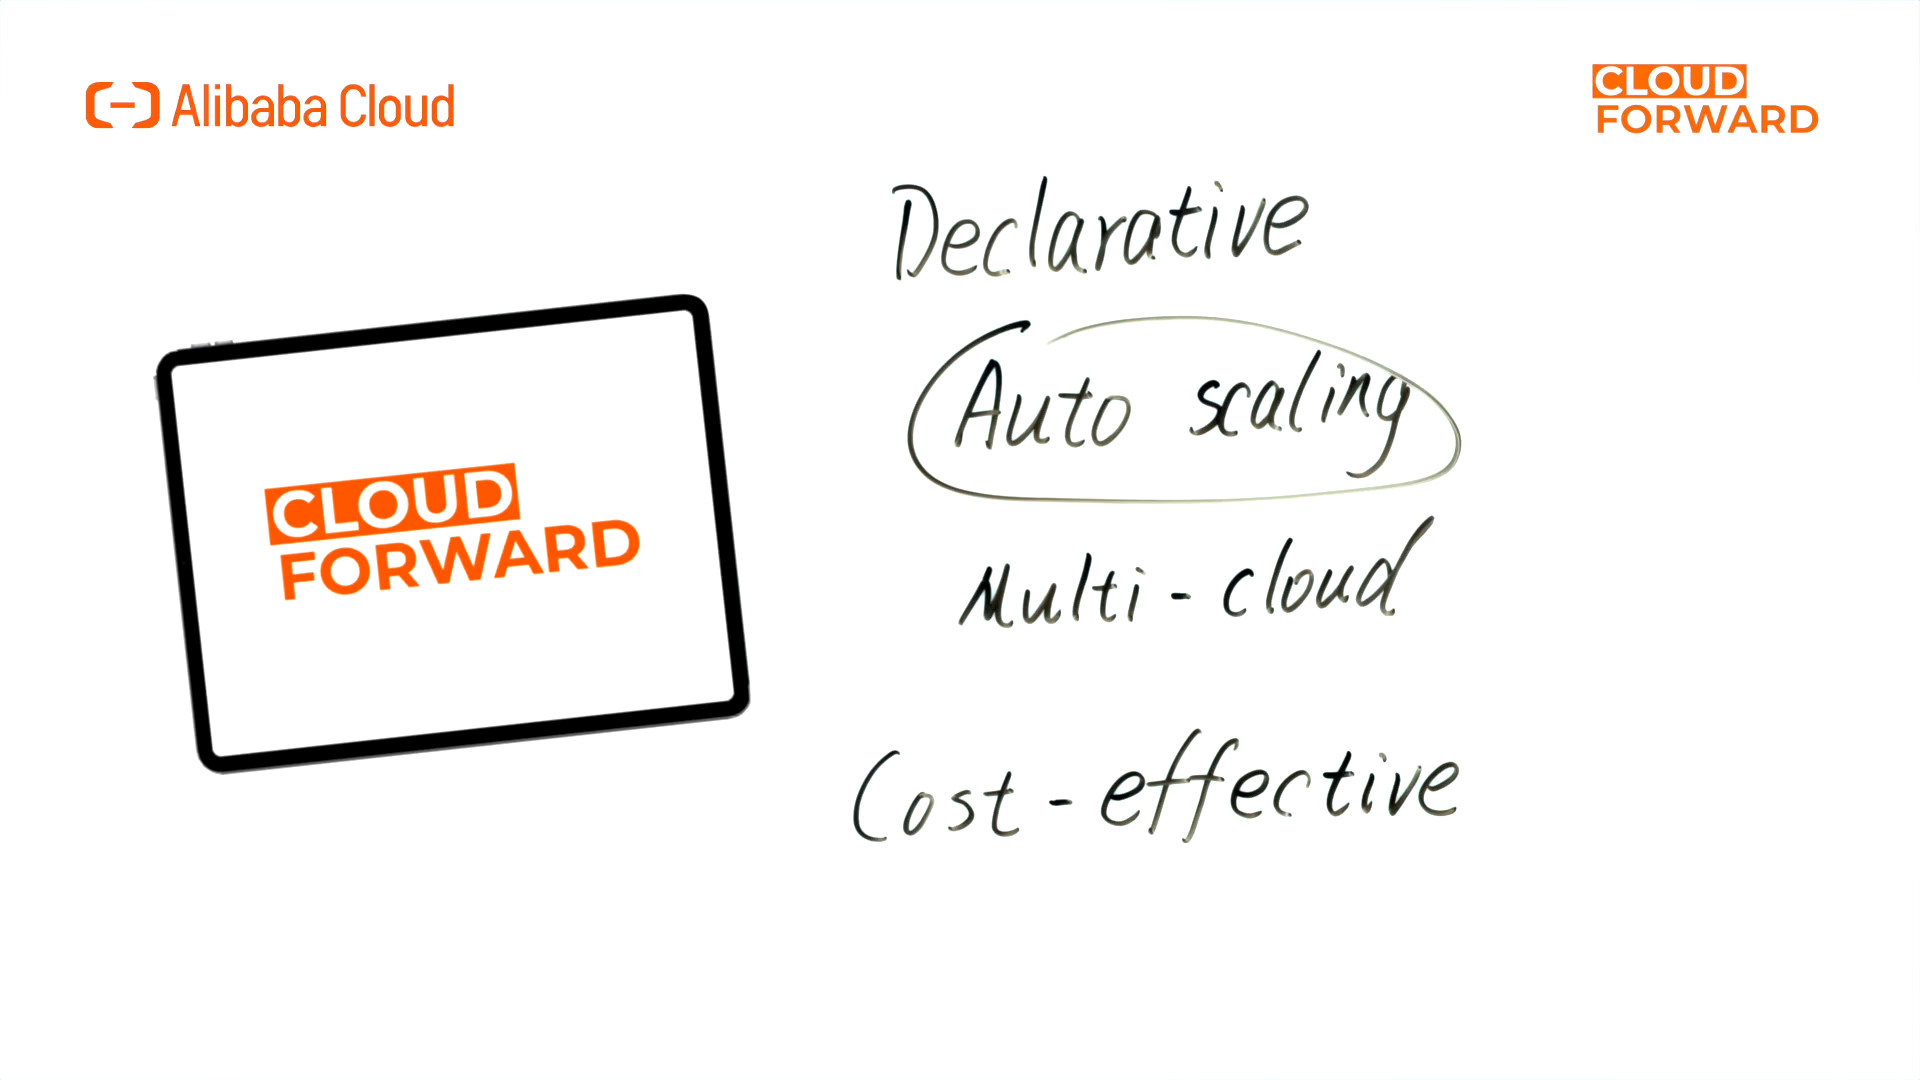 Alibaba Cloud
CLOUD
FORWARD
Declarative
Auto scaling
CLOUD
FORWARD
Multi-cloud
Cost-effective